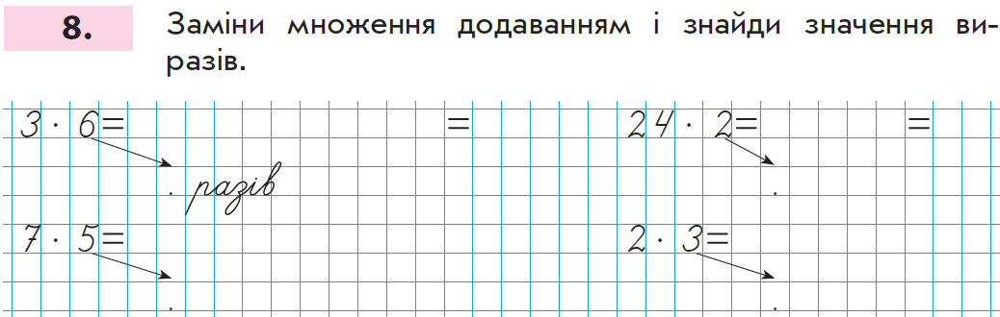 8. Заміни множення додаванням і знайди значення ви-
разів.
3 · 6= = 24 · 2= =
. разів .
7 · 5= 2 · 3=
. .